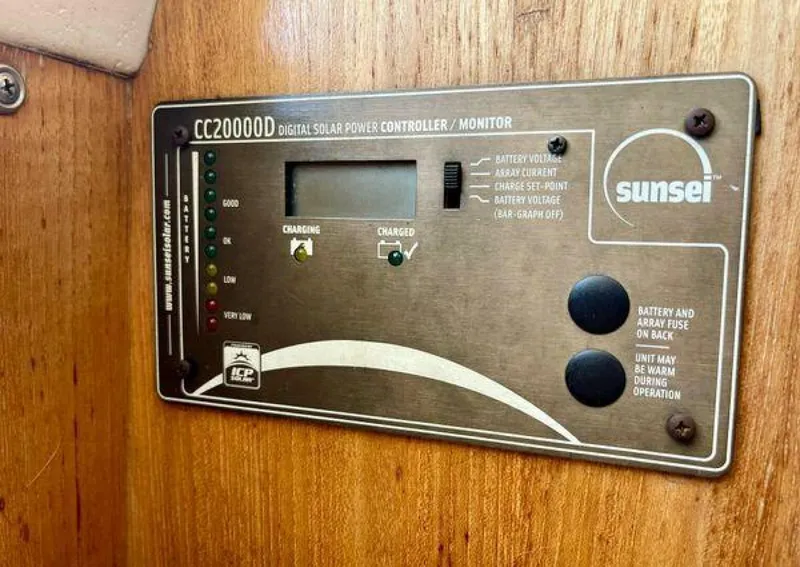 CC20000D DIGITAL SOLAR POWER CONTROLLER / MONITOR
www.sunseisolar.com
BATTERY
GOOD
OK
LOW
VERY LOW
CHARGING
CHARGED
BATTERY VOLTAGE
ARRAY CURRENT
CHARGE SET-POINT
BATTERY VOLTAGE
(BAR-GRAPH OFF)
sunsei™
BATTERY AND
ARRAY FUSE
ON BACK
UNIT MAY
BE WARM
DURING
OPERATION
ICP
SOLAR